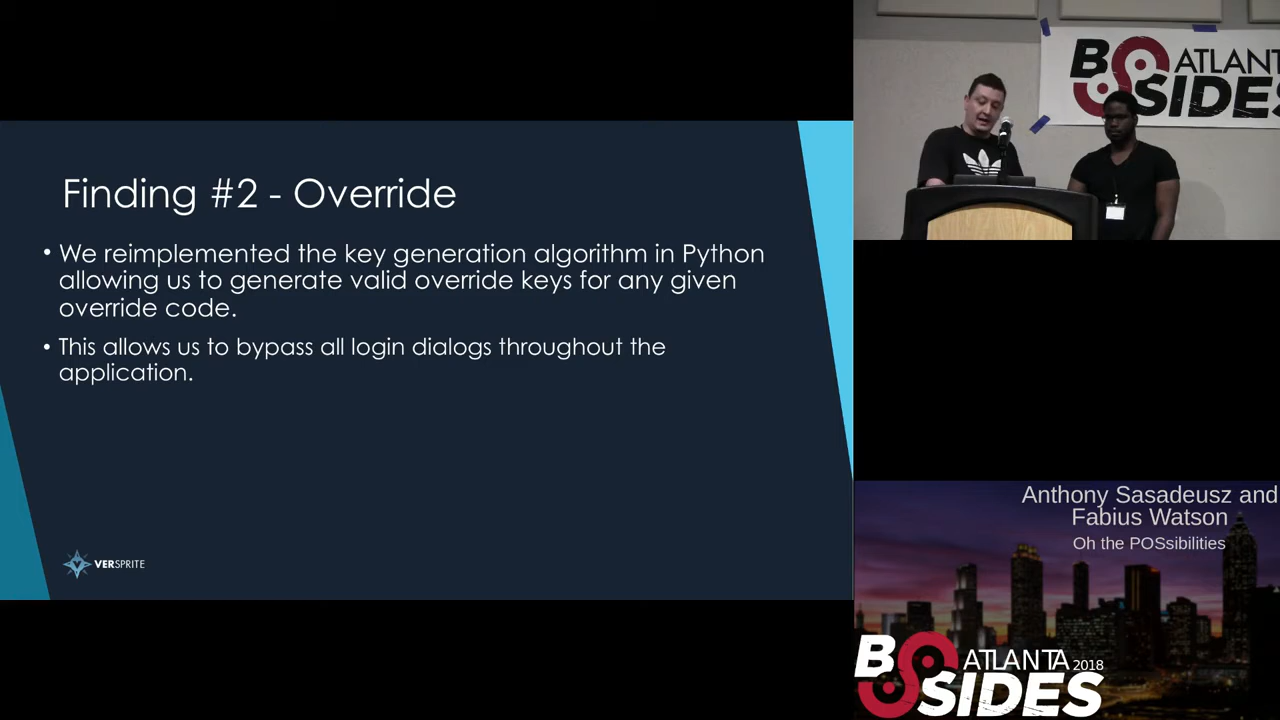 Finding #2 - Override
• We reimplemented the key generation algorithm in Python
allowing us to generate valid override keys for any given
override code.
• This allows us to bypass all login dialogs throughout the
application.
VERSPRITE
BSIDES ATLANTA
Anthony Sasadeusz and
Fabius Watson
Oh the POSsibilities
BSIDES ATLANTA 2018